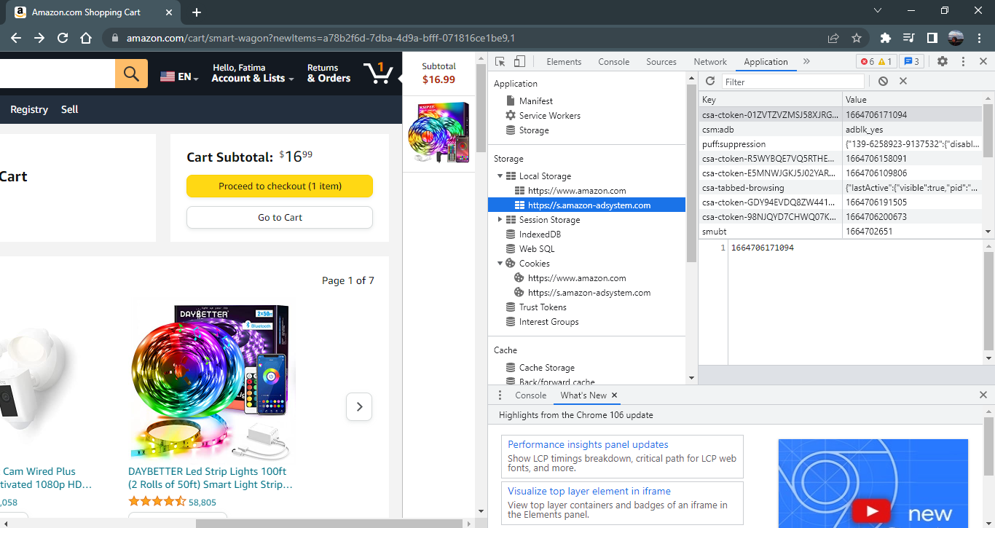 Amazon.com Shopping Cart
amazon.com/cart/smart-wagon?newItems=a78b2f6d-7dba-4d9a-bfff-071816ce1be9,1
EN
Hello, Fatima
Account & Lists
Returns
& Orders
1
Registry
Sell
Cart
Cart Subtotal: $16.99
Proceed to checkout (1 item)
Go to Cart
Subtotal
$16.99
Page 1 of 7
DAYBETTER
Bluetooth
Cam Wired Plus
tivated 1080p HD...
,058
DAYBETTER Led Strip Lights 100ft
(2 Rolls of 50ft) Smart Light Strip...
58,805
Elements
Console
Sources
Network
Application
6
1
3
Application
Manifest
Service Workers
Storage
Storage
Local Storage
https://www.amazon.com
https://s.amazon-adsystem.com
Session Storage
IndexedDB
Web SQL
Cookies
https://www.amazon.com
https://s.amazon-adsystem.com
Trust Tokens
Interest Groups
Cache
Cache Storage
Back/forward cache
Filter
Key Value
csa-ctoken-01ZVTZVZMSJ58XJRG... 1664706171094
csm:adb adblk_yes
puff:suppression {"139-6258923-9137532":{"disabl...
csa-ctoken-R5WYBQE7VQ5RTHE... 1664706158091
csa-ctoken-E5MNWJGKJ5J02YAR... 1664706109806
csa-tabbed-browsing {"lastActive":{"visible":true,"pid":"...
csa-ctoken-GDY94EVDQ8ZW441... 1664706191505
csa-ctoken-98NJQYD7CHWQ07K... 1664706200673
smubt 1664702651
1 1664706171094
Console
What's New
Highlights from the Chrome 106 update
Performance insights panel updates
Show LCP timings breakdown, critical path for LCP web
fonts, and more.
Visualize top layer element in iframe
View top layer containers and badges of an iframe in
the Elements panel.
new